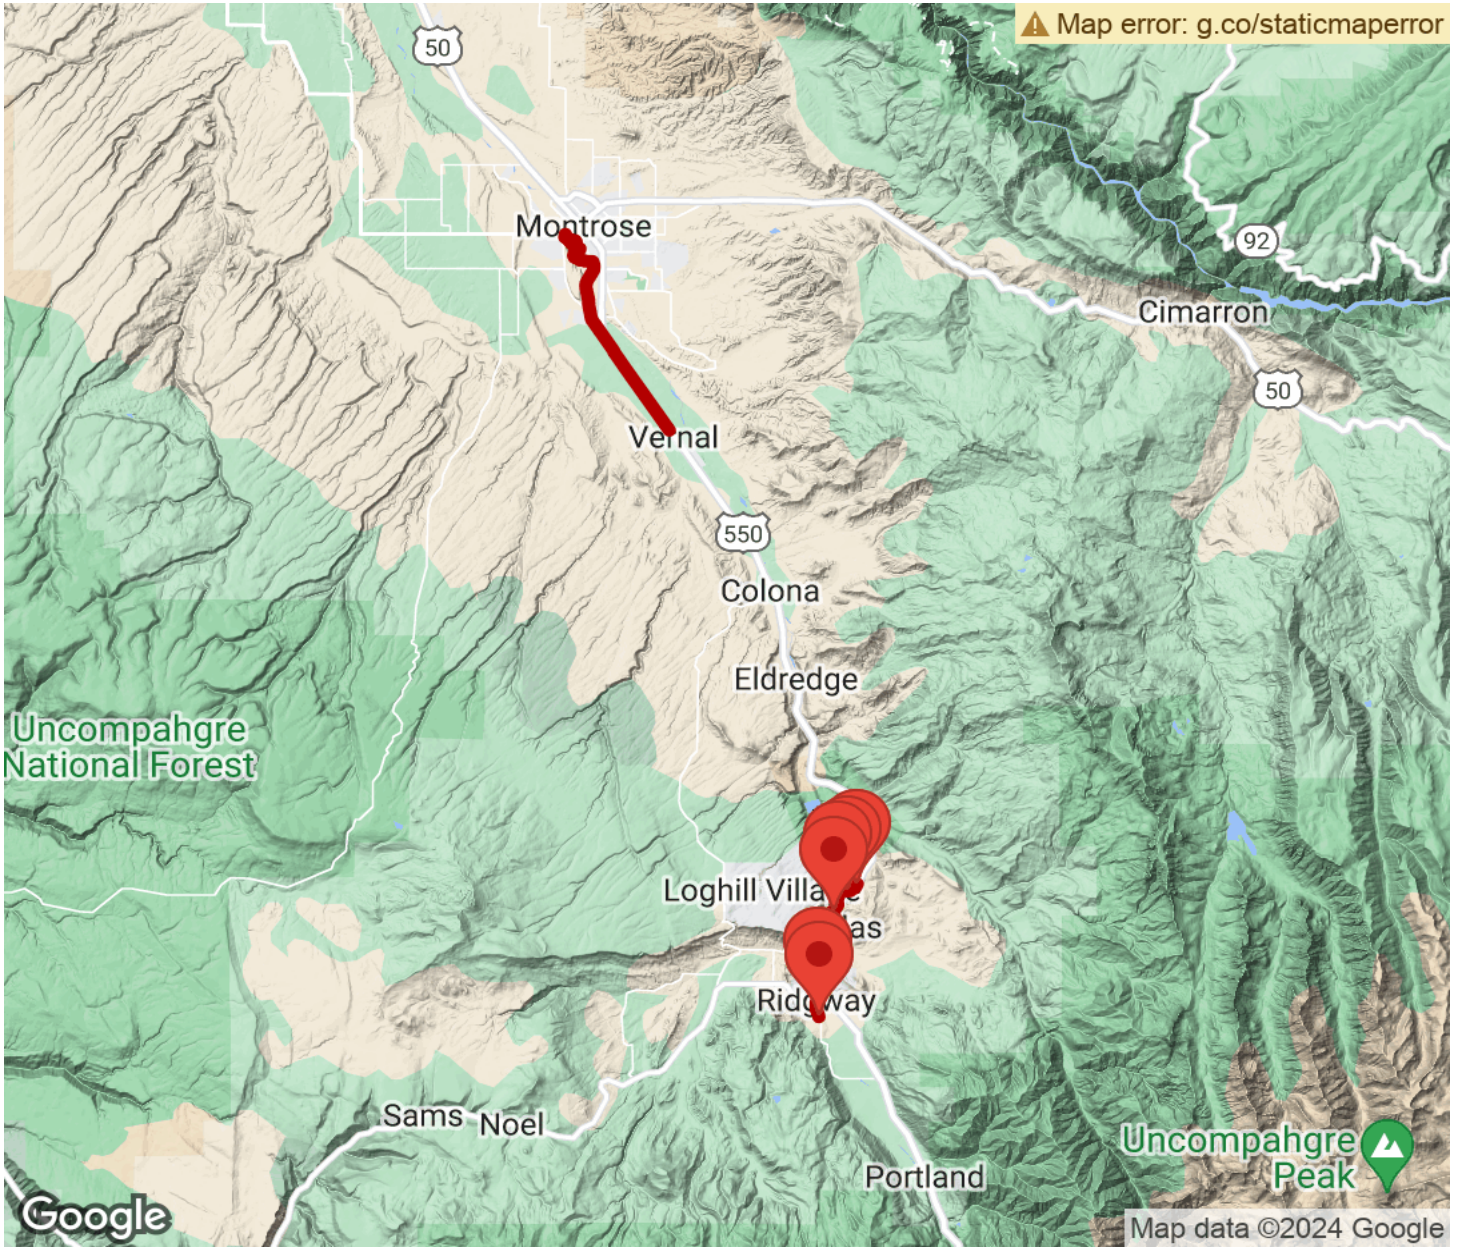 Map error: g.co/staticmaperror
50
Montrose
92
Cimarron
50
Vernal
550
Colona
Eldredge
Uncompahgre
National Forest
Loghill Villa e
las
Ridgway
Sams
Noel
Uncompahgre
Peak
Portland
Google
Map data ©2024 Google